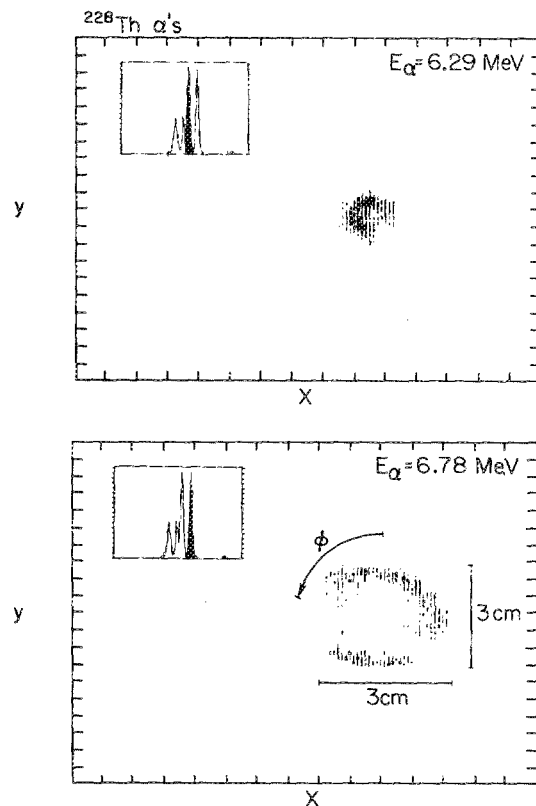 ²²⁸Th α's
Eα=6.29 MeV
y
X
Eα=6.78 MeV
ϕ
y
3cm
3cm
X